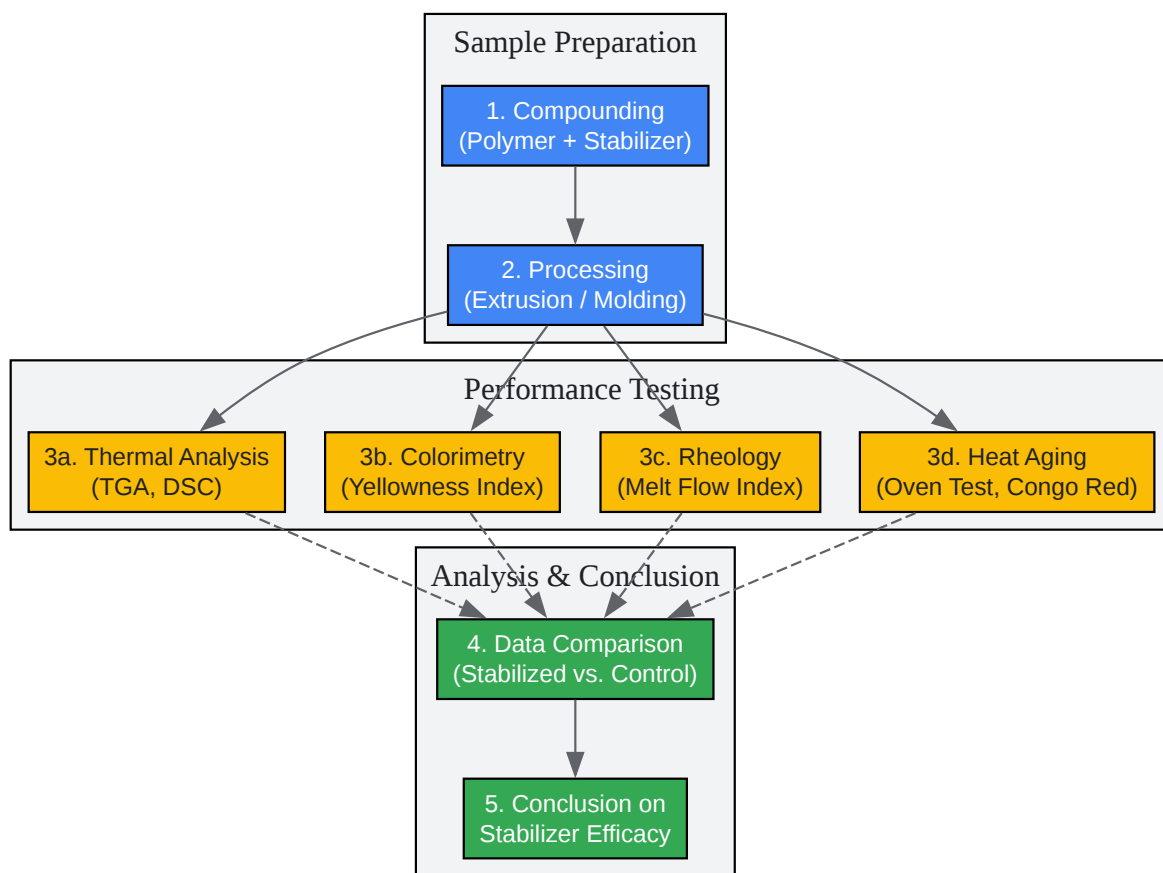 Sample Preparation
1. Compounding
(Polymer + Stabilizer)
2. Processing
(Extrusion / Molding)
Performance Testing
3a. Thermal Analysis
(TGA, DSC)
3b. Colorimetry
(Yellowness Index)
3c. Rheology
(Melt Flow Index)
3d. Heat Aging
(Oven Test, Congo Red)
Analysis & Conclusion
4. Data Comparison
(Stabilized vs. Control)
5. Conclusion on
Stabilizer Efficacy